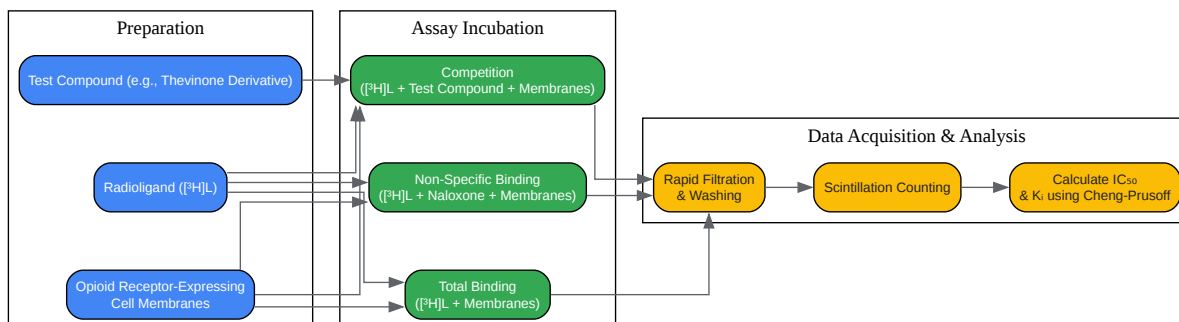 Preparation
Test Compound (e.g., Thevinone Derivative)
Radioligand ([³H]L)
Opioid Receptor-Expressing
Cell Membranes
Assay Incubation
Competition
([³H]L + Test Compound + Membranes)
Non-Specific Binding
([³H]L + Naloxone + Membranes)
Total Binding
([³H]L + Membranes)
Data Acquisition & Analysis
Rapid Filtration
& Washing
Scintillation Counting
Calculate IC₅₀
& Kᵢ using Cheng-Prusoff